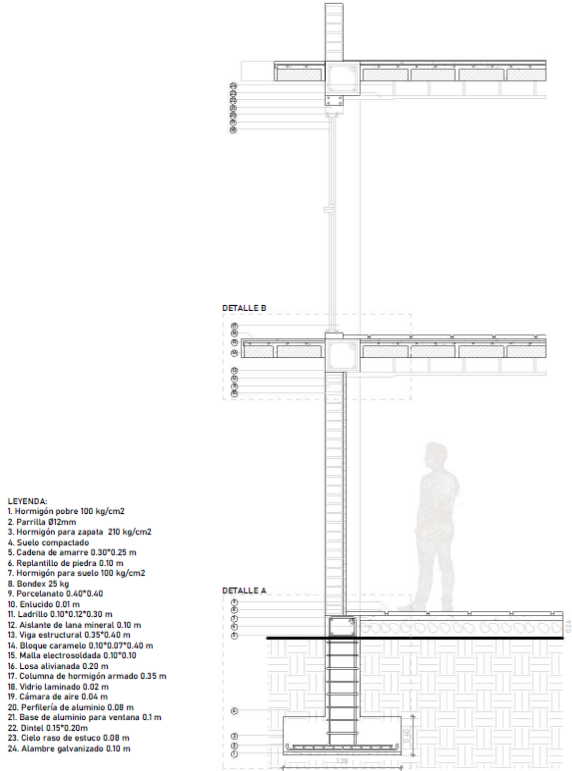 DETALLE B
DETALLE A
LEYENDA:
1. Hormigón pobre 100 kg/cm2
2. Parrilla Ø12mm
3. Hormigón para zapata 210 kg/cm2
4. Suelo compactado
5. Cadena de amarre 0.30*0.25 m
6. Replantillo de piedra 0.10 m
7. Hormigón para suelo 100 kg/cm2
8. Bondex 25 kg
9. Porcelanato 0.40*0.40
10. Enlucido 0.01 m
11. Ladrillo 0.10*0.12*0.30 m
12. Aislante de lana mineral 0.10 m
13. Viga estructural 0.35*0.40 m
14. Bloque caramelo 0.10*0.07*0.40 m
15. Malla electrosoldada 0.10*0.10
16. Losa alivianada 0.20 m
17. Columna de hormigón armado 0.35 m
18. Vidrio laminado 0.02 m
19. Cámara de aire 0.04 m
20. Perfilería de aluminio 0.08 m
21. Base de aluminio para ventana 0.1 m
22. Dintel 0.15*0.20m
23. Cielo raso de estuco 0.08 m
24. Alambre galvanizado 0.10 m
0.24
0.60
1.20